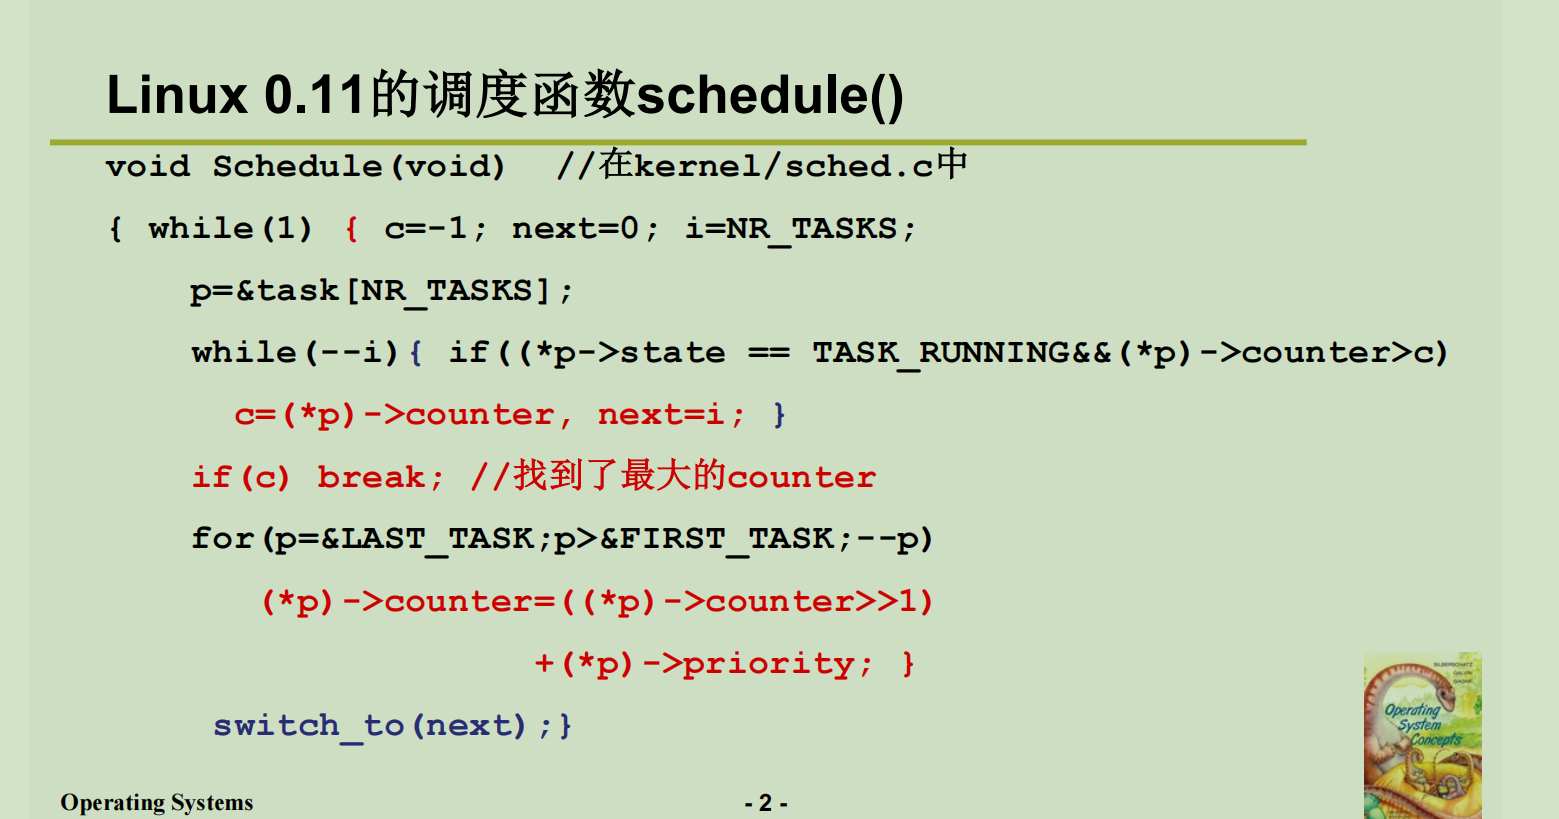 Linux 0.11的调度函数schedule()
void Schedule(void) //在kernel/sched.c中
{ while(1) { c=-1; next=0; i=NR_TASKS;
p=&task[NR_TASKS];
while(--i){ if((*p->state == TASK_RUNNING&&(*p)->counter>c)
c=(*p)->counter, next=i; }
if(c) break; //找到了最大的counter
for(p=&LAST_TASK;p>&FIRST_TASK;--p)
(*p)->counter=((*p)->counter>>1)
+(*p)->priority; }
switch_to(next);}
SILBERSCHATZ
GALVIN
GAGNE
Operating
System
Concepts
Operating Systems
- 2 -